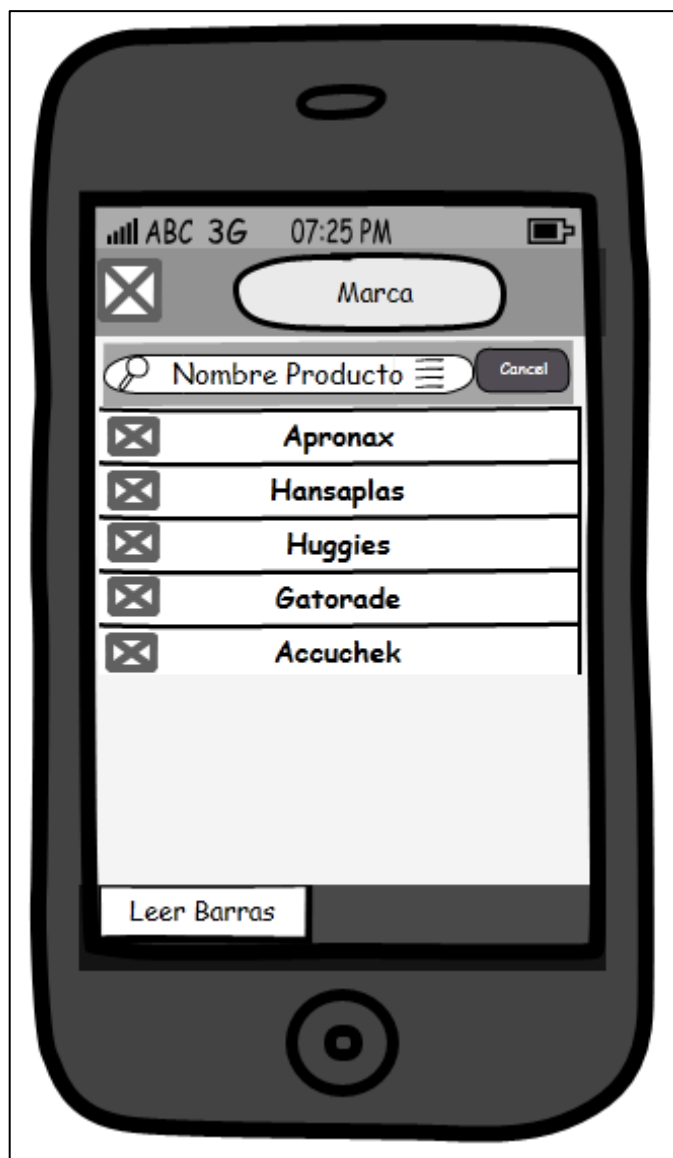 ABC 3G 07:25 PM
Marca
Nombre Producto Cancel
Apronax
Hansaplas
Huggies
Gatorade
Accuchek
Leer Barras